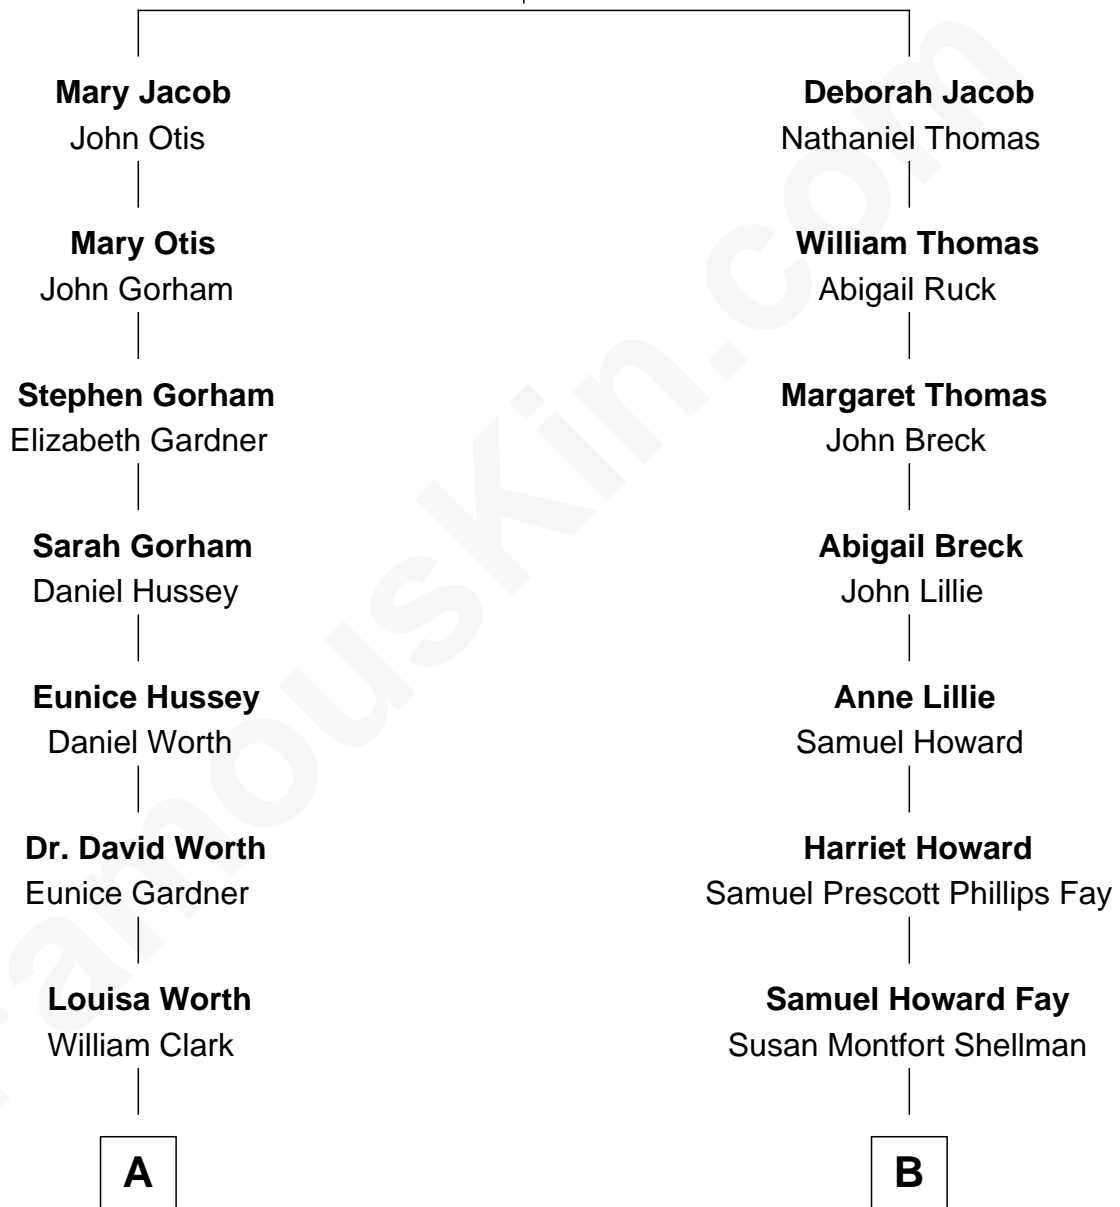 Mary Jacob
John Otis
Deborah Jacob
Nathaniel Thomas
Mary Otis
John Gorham
William Thomas
Abigail Ruck
Stephen Gorham
Elizabeth Gardner
Margaret Thomas
John Breck
Sarah Gorham
Daniel Hussey
Abigail Breck
John Lillie
Eunice Hussey
Daniel Worth
Anne Lillie
Samuel Howard
Dr. David Worth
Eunice Gardner
Harriet Howard
Samuel Prescott Phillips Fay
Louisa Worth
William Clark
Samuel Howard Fay
Susan Montfort Shellman
A
B
FamousKin.com